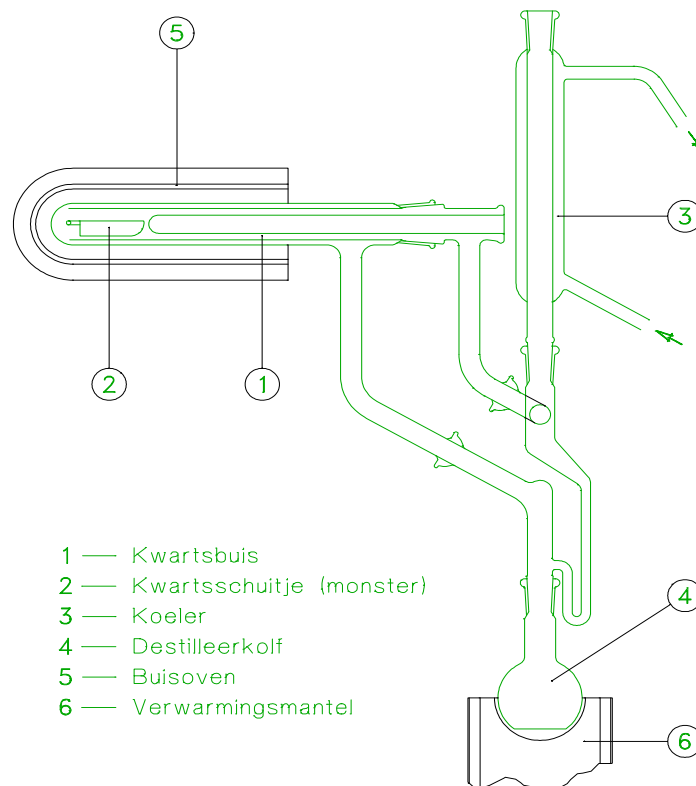 5
3
2
1
1 — Kwartsbuis
2 — Kwartsschuitje (monster)
3 — Koeler
4 — Destilleerkolf
5 — Buisoven
6 — Verwarmingsmantel
4
6